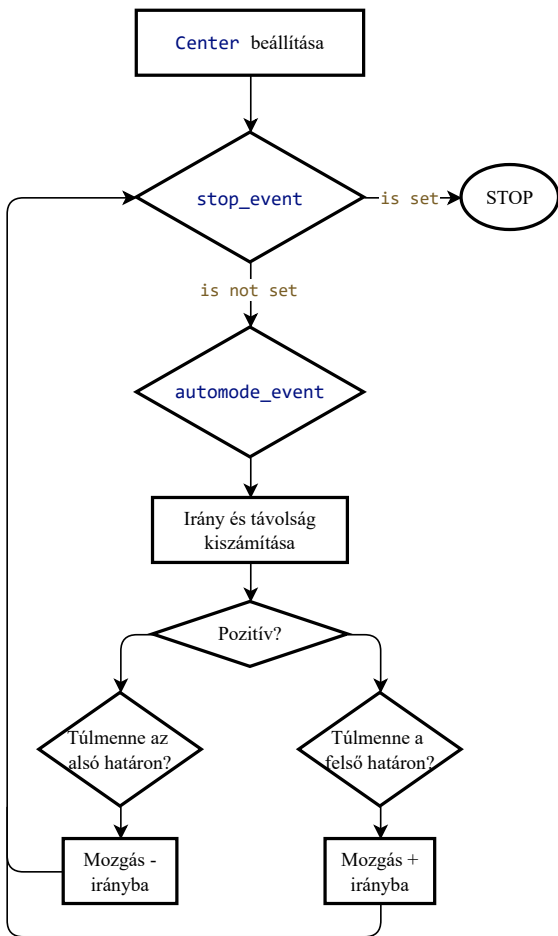 Center beállítása
stop_event
is set
STOP
is not set
automode_event
Irány és távolság
kiszámítása
Pozitív?
Túlmenne az
alsó határon?
Túlmenne a
felső határon?
Mozgás -
irányba
Mozgás +
irányba